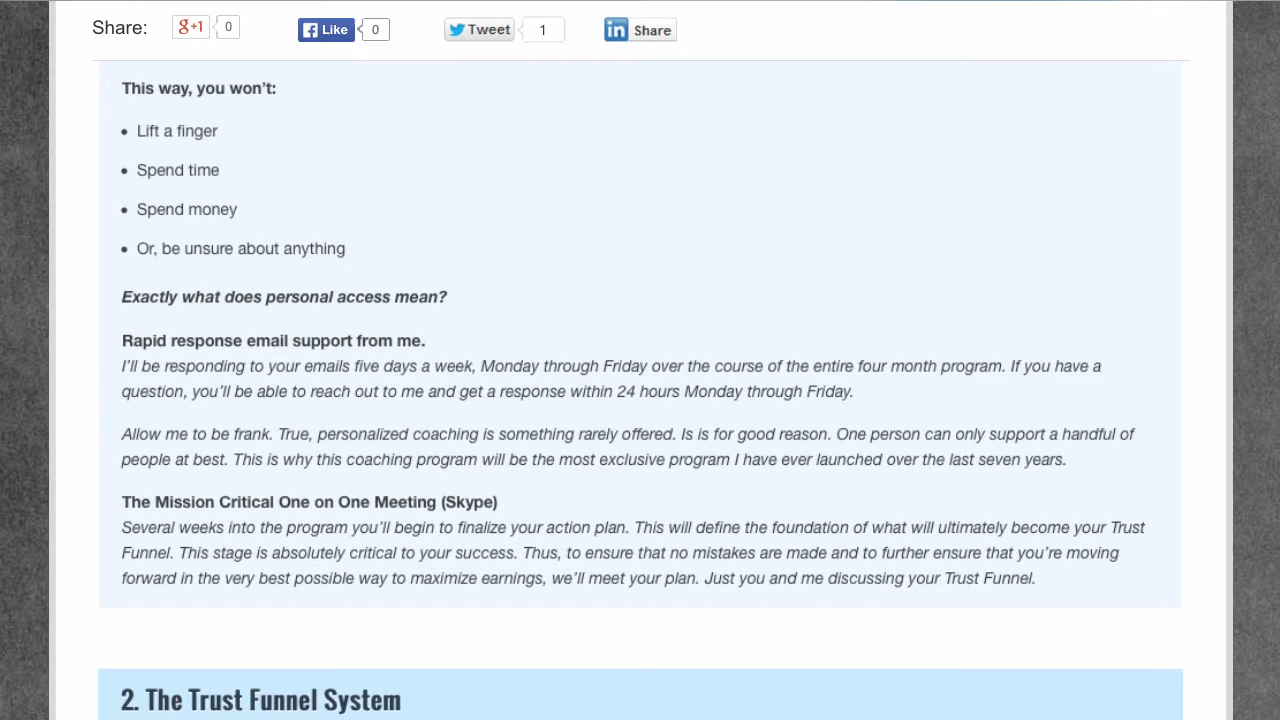 Share: g+1 0 Like 0 Tweet 1 in Share
This way, you won’t:
• Lift a finger
• Spend time
• Spend money
• Or, be unsure about anything
Exactly what does personal access mean?
Rapid response email support from me.
I’ll be responding to your emails five days a week, Monday through Friday over the course of the entire four month program. If you have a
question, you’ll be able to reach out to me and get a response within 24 hours Monday through Friday.
Allow me to be frank. True, personalized coaching is something rarely offered. Is is for good reason. One person can only support a handful of
people at best. This is why this coaching program will be the most exclusive program I have ever launched over the last seven years.
The Mission Critical One on One Meeting (Skype)
Several weeks into the program you’ll begin to finalize your action plan. This will define the foundation of what will ultimately become your Trust
Funnel. This stage is absolutely critical to your success. Thus, to ensure that no mistakes are made and to further ensure that you’re moving
forward in the very best possible way to maximize earnings, we’ll meet your plan. Just you and me discussing your Trust Funnel.
2. The Trust Funnel System